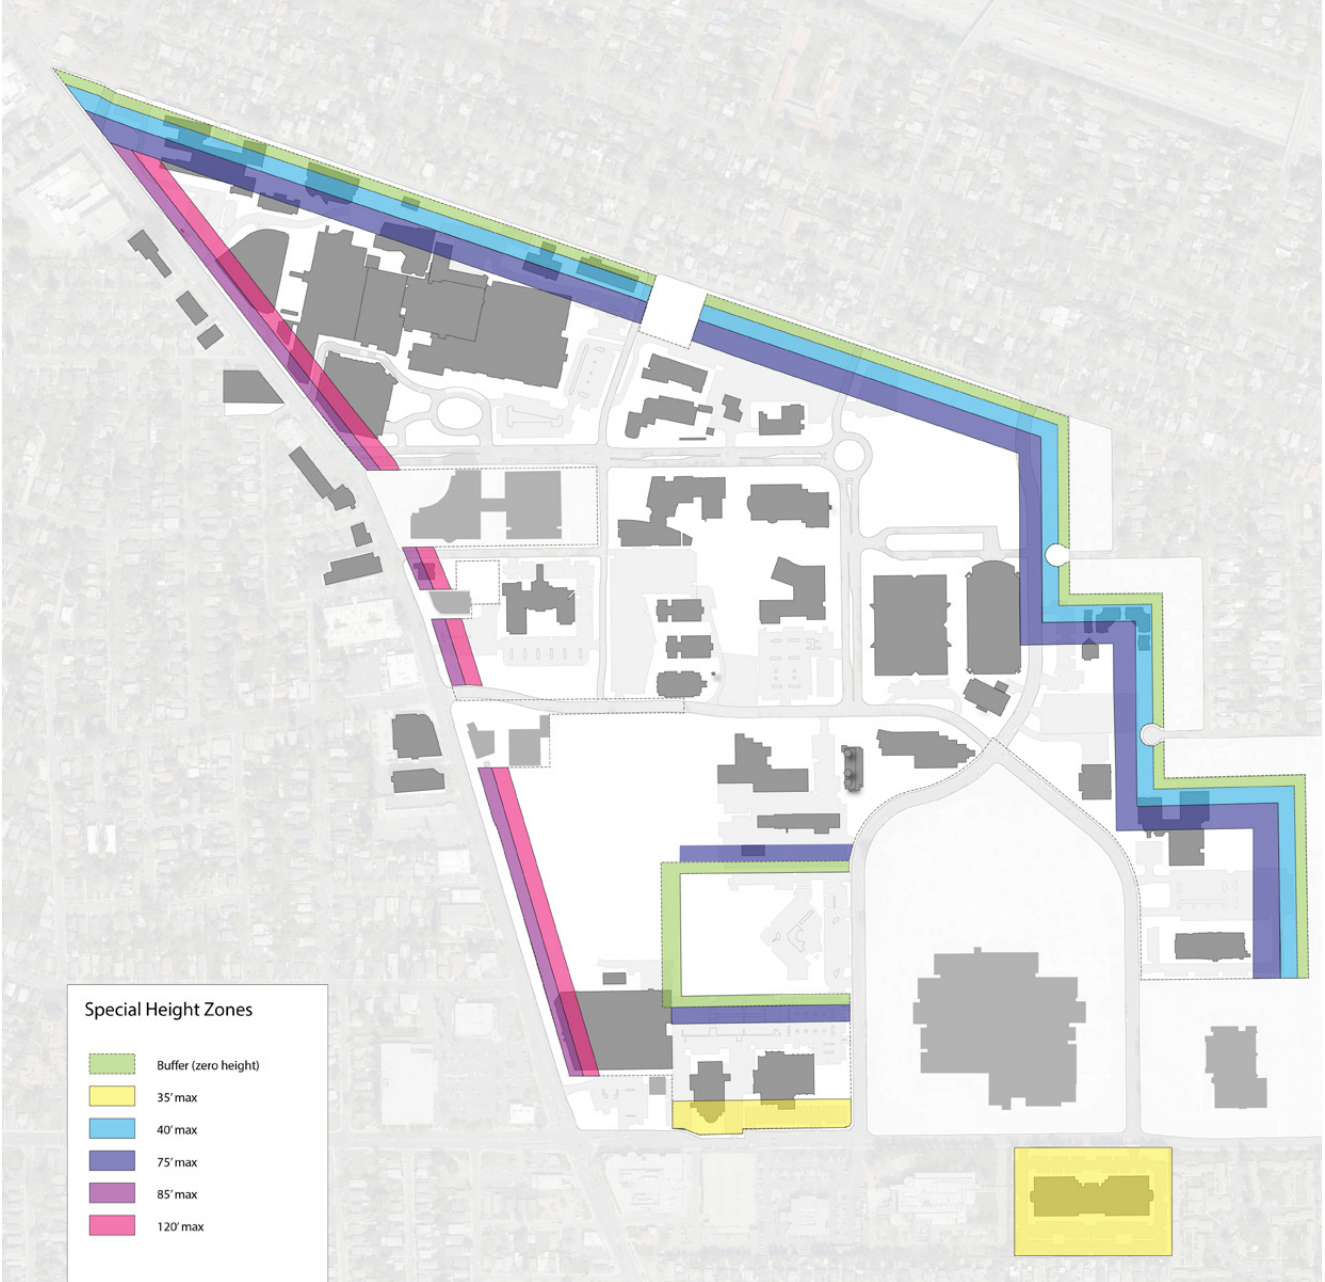 Special Height Zones
Buffer (zero height)
35' max
40' max
75' max
85' max
120' max